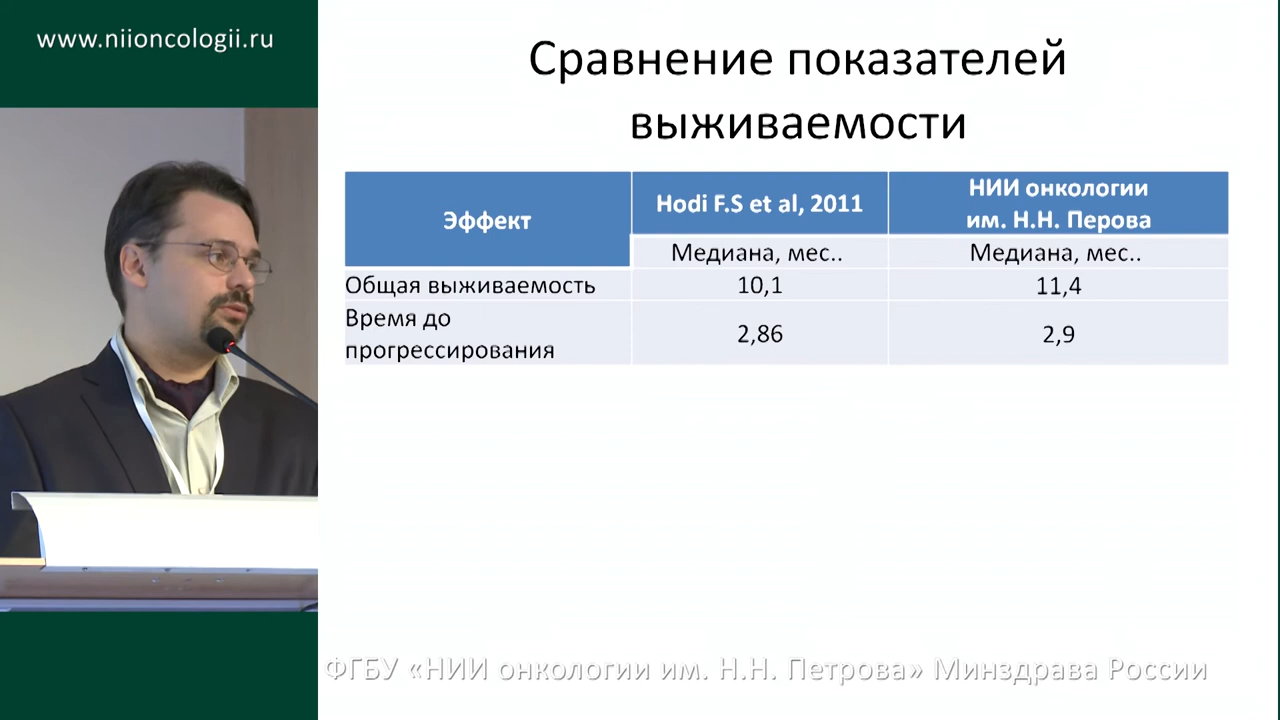 www.niioncologii.ru
Сравнение показателей
выживаемости
Эффект
Hodi F.S et al, 2011
НИИ онкологии
им. Н.Н. Перова
Медиана, мес..
Медиана, мес..
Общая выживаемость
10,1
11,4
Время до
прогрессирования
2,86
2,9
ФГБУ «НИИ онкологии им. Н.Н. Петрова» Минздрава России